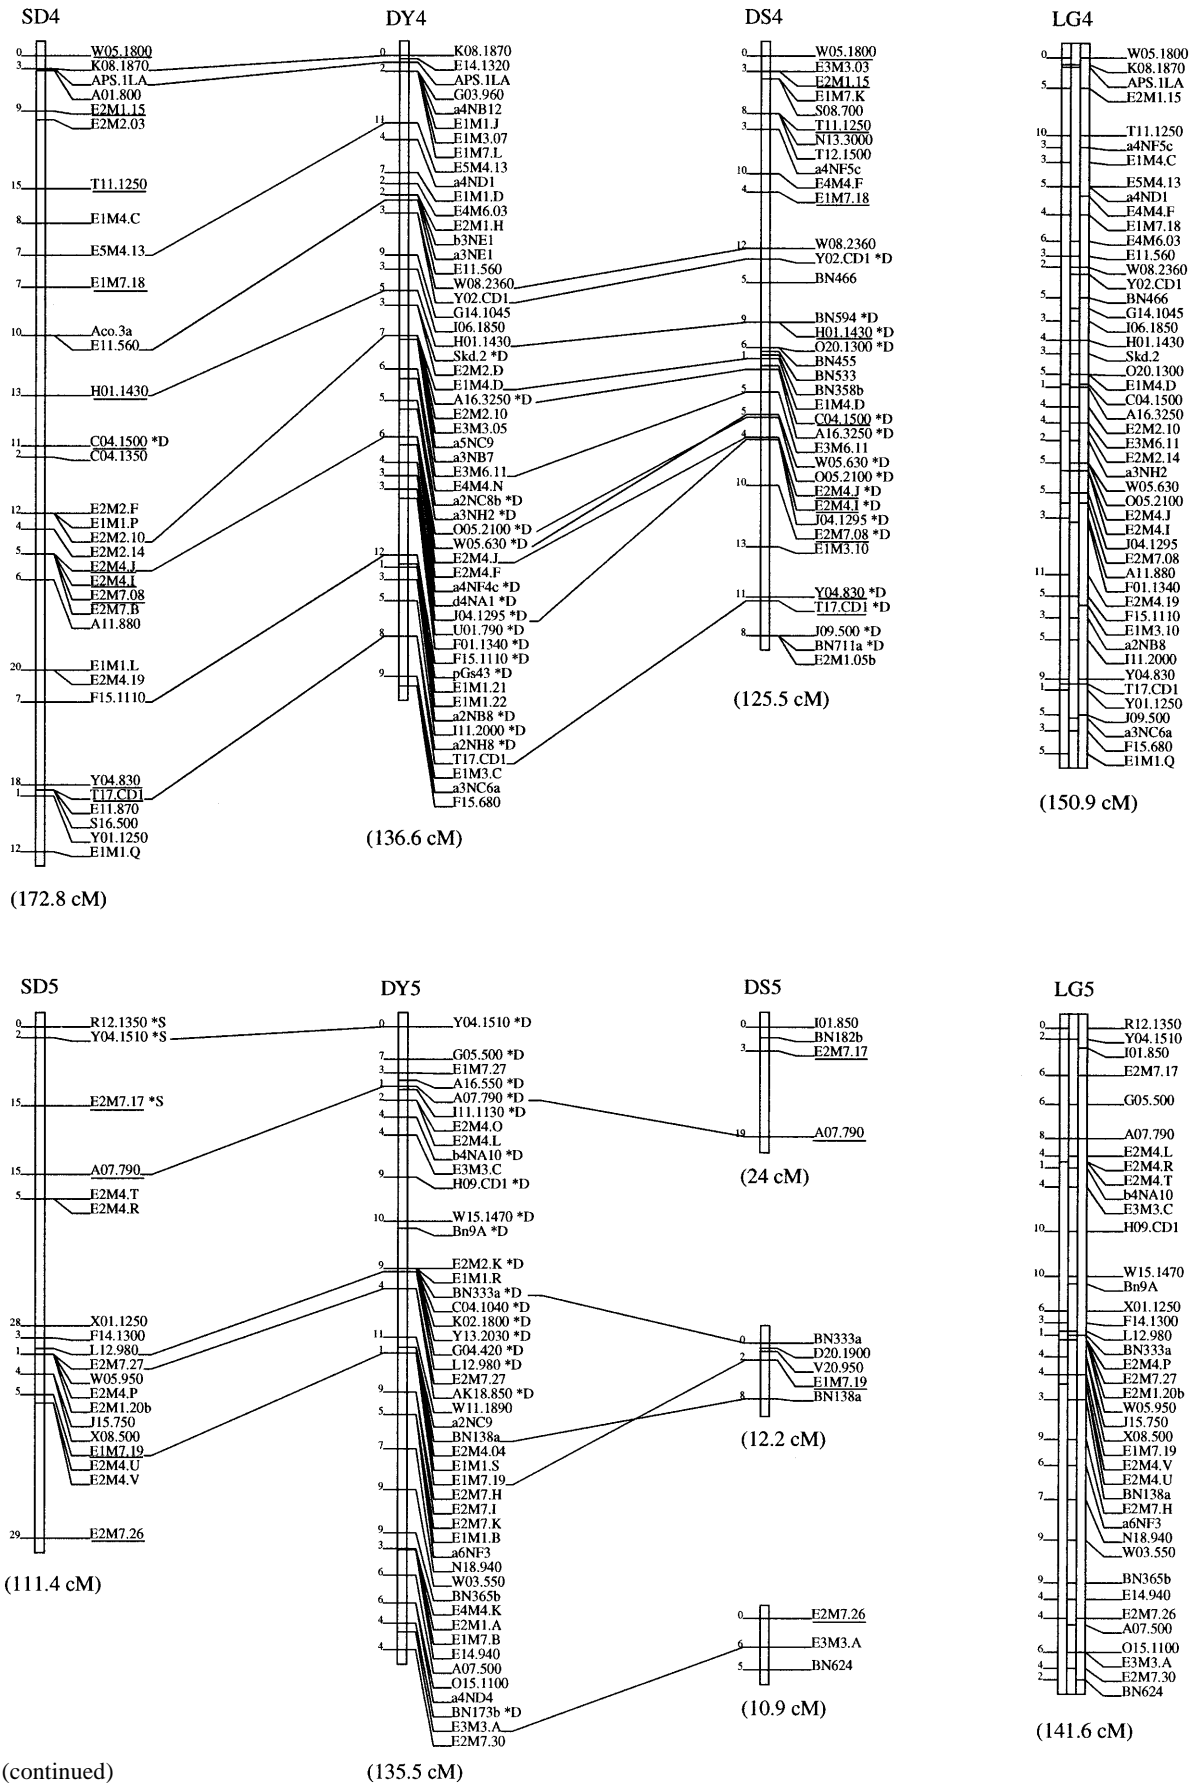 SD4
0 W05.1800
3 K08.1870
APS.1LA
A01.800
9 E2M1.15
E2M2.03
15 T11.1250
8 E1M4.C
7 E5M4.13
7 E1M7.18
10 Aco.3a
E11.560
13 H01.1430
11 C04.1500 *D
2 C04.1350
12 E2M2.F
E1M1.P
4 E2M2.10
E2M2.14
5 E2M4.J
E2M4.I
6 E2M7.08
E2M7.B
A11.880
20 E1M1.L
E2M4.19
7 F15.1110
18 Y04.830
1 T17.CD1
E11.870
S16.500
Y01.1250
12 E1M1.Q
(172.8 cM)
DY4
0 K08.1870
E14.1320
2 APS.1LA
G03.960
a4NB12
11 E1M1.J
4 E1M3.07
E1M7.L
7 E5M4.13
2 a4ND1
2 E1M1.D
3 E4M6.03
E2M1.H
b3NE1
9 a3NE1
3 E11.560
5 W08.2360
3 Y02.CD1
G14.1045
7 I06.1850
H01.1430
Skd.2 *D
6 E2M2.D
E1M4.D
5 A16.3250 *D
E2M2.10
E3M3.05
6 a5NC9
a3NB7
4 E3M6.11
3 E4M4.N
3 a2NC8b *D
a3NH2 *D
O05.2100 *D
W05.630 *D
12 E2M4.J
1 E2M4.F
3 a4NF4c *D
d4NA1 *D
5 J04.1295 *D
U01.790 *D
8 F01.1340 *D
F15.1110 *D
9 pGs43 *D
E1M1.21
E1M1.22
a2NB8 *D
I11.2000 *D
a2NH8 *D
T17.CD1
E1M3.C
a3NC6a
F15.680
(136.6 cM)
DS4
0 W05.1800
3 E3M3.03
E2M1.15
E1M7.K
8 S08.700
3 T11.1250
N13.3000
T12.1500
10 a4NF5c
E4M4.F
4 E1M7.18
12 W08.2360
Y02.CD1 *D
5 BN466
9 BN594 *D
H01.1430 *D
6 O20.1300 *D
1 BN455
BN533
5 BN358b
E1M4.D
5 C04.1500 *D
A16.3250 *D
4 E3M6.11
W05.630 *D
O05.2100 *D
10 E2M4.J *D
E2M4.I *D
J04.1295 *D
E2M7.08 *D
13 E1M3.10
11 Y04.830 *D
T17.CD1 *D
8 J09.500 *D
BN711a *D
E2M1.05b
(125.5 cM)
LG4
0 W05.1800
K08.1870
5 APS.1LA
E2M1.15
10 T11.1250
3 a4NF5c
3 E1M4.C
5 E5M4.13
a4ND1
4 E4M4.F
E1M7.18
6 E4M6.03
3 E11.560
2 W08.2360
Y02.CD1
5 BN466
G14.1045
3 I06.1850
4 H01.1430
3 Skd.2
5 O20.1300
1 E1M4.D
C04.1500
4 A16.3250
4 E2M2.10
2 E3M6.11
E2M2.14
5 a3NH2
W05.630
5 O05.2100
3 E2M4.J
E2M4.I
J04.1295
E2M7.08
11 A11.880
F01.1340
5 E2M4.19
3 F15.1110
E1M3.10
5 a2NB8
I11.2000
9 Y04.830
1 T17.CD1
Y01.1250
5 J09.500
3 a3NC6a
F15.680
5 E1M1.Q
(150.9 cM)
SD5
0 R12.1350 *S
2 Y04.1510 *S
15 E2M7.17 *S
15 A07.790
5 E2M4.T
E2M4.R
28 X01.1250
3 F14.1300
L12.980
1 E2M7.27
W05.950
4 E2M4.P
E2M1.20b
5 J15.750
X08.500
E1M7.19
E2M4.U
E2M4.V
29 E2M7.26
(111.4 cM)
DY5
0 Y04.1510 *D
7 G05.500 *D
3 E1M7.27
A16.550 *D
1 A07.790 *D
2 I11.1130 *D
4 E2M4.O
E2M4.L
4 b4NA10 *D
E3M3.C
9 H09.CD1 *D
10 W15.1470 *D
Bn9A *D
9 E2M2.K *D
E1M1.R
4 BN333a *D
C04.1040 *D
K02.1800 *D
11 Y13.2030 *D
1 G04.420 *D
L12.980 *D
E2M7.27
9 AK18.850 *D
W11.1890
5 a2NC9
BN138a
7 E2M4.04
E1M1.S
E1M7.19
9 E2M7.H
E2M7.I
E2M7.K
9 E1M1.B
3 a6NF3
N18.940
6 W03.550
BN365b
6 E4M4.K
4 E2M1.A
E1M7.B
4 E14.940
A07.500
O15.1100
a4ND4
BN173b *D
E3M3.A
E2M7.30
(135.5 cM)
DS5
0 I01.850
BN182b
3 E2M7.17
19 A07.790
(24 cM)
0 BN333a
D20.1900
2 V20.950
E1M7.19
8 BN138a
(12.2 cM)
0 E2M7.26
6 E3M3.A
5 BN624
(10.9 cM)
LG5
0 R12.1350
2 Y04.1510
I01.850
6 E2M7.17
6 G05.500
8 A07.790
4 E2M4.L
1 E2M4.R
E2M4.T
4 b4NA10
E3M3.C
10 H09.CD1
10 W15.1470
Bn9A
6 X01.1250
3 F14.1300
1 L12.980
BN333a
4 E2M4.P
4 E2M7.27
E2M1.20b
3 W05.950
J15.750
9 X08.500
E1M7.19
6 E2M4.V
E2M4.U
7 BN138a
E2M7.H
a6NF3
9 N18.940
W03.550
9 BN365b
4 E14.940
4 E2M7.26
A07.500
6 O15.1100
4 E3M3.A
2 E2M7.30
BN624
(141.6 cM)
(continued)